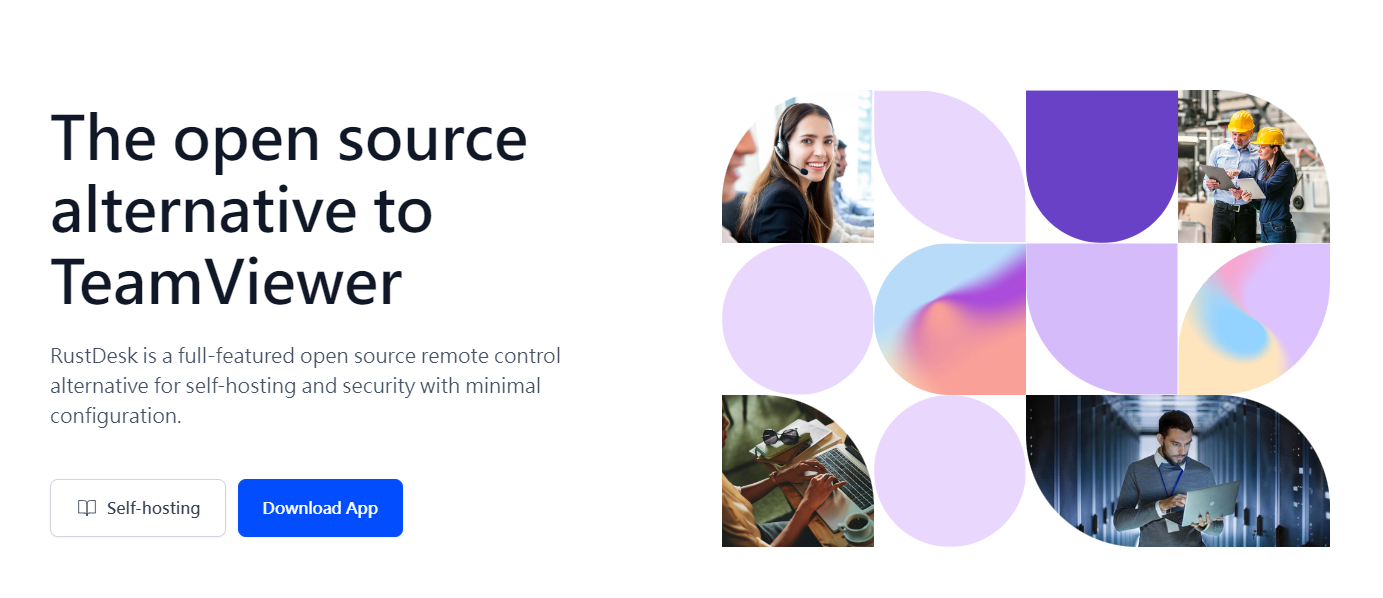 The open source
alternative to
TeamViewer
RustDesk is a full-featured open source remote control
alternative for self-hosting and security with minimal
configuration.
Self-hosting
Download App